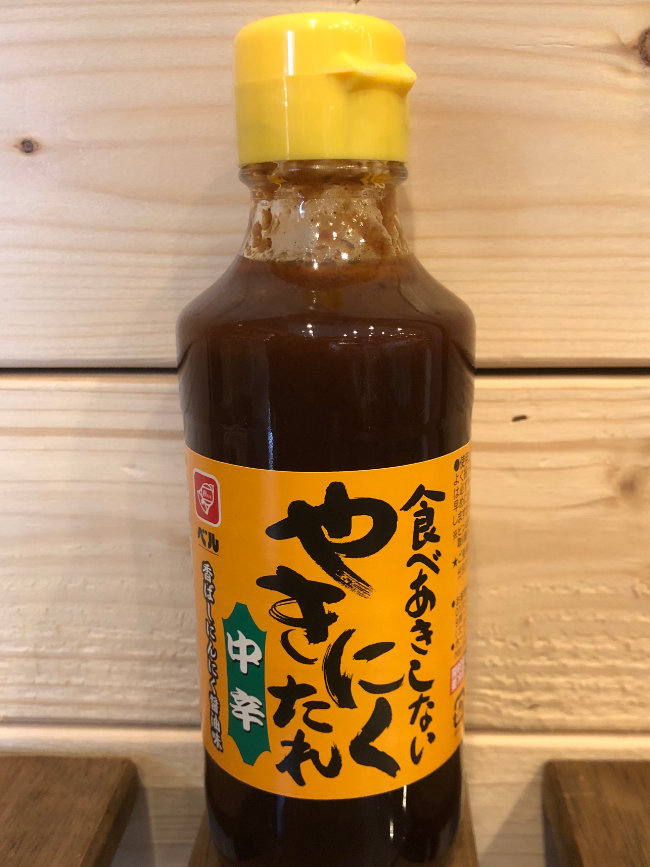 食べあきしない
やきにく
たれ
中辛
ベル
香ばしにんにく醤油味